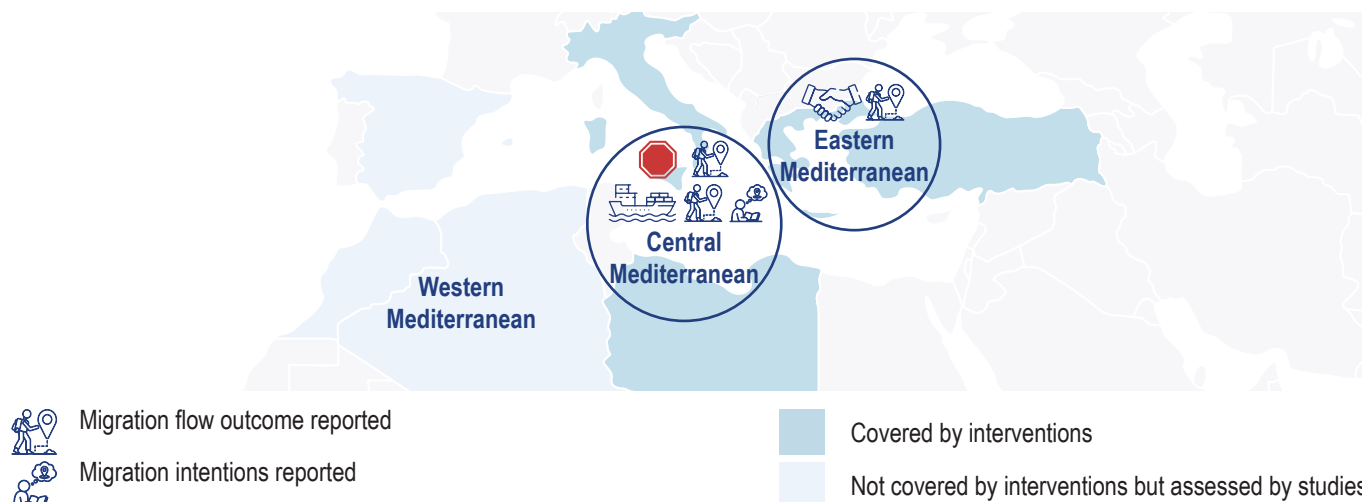 Eastern
Mediterranean
Central
Mediterranean
Western
Mediterranean
Migration flow outcome reported
Migration intentions reported
Covered by interventions
Not covered by interventions but assessed by studies